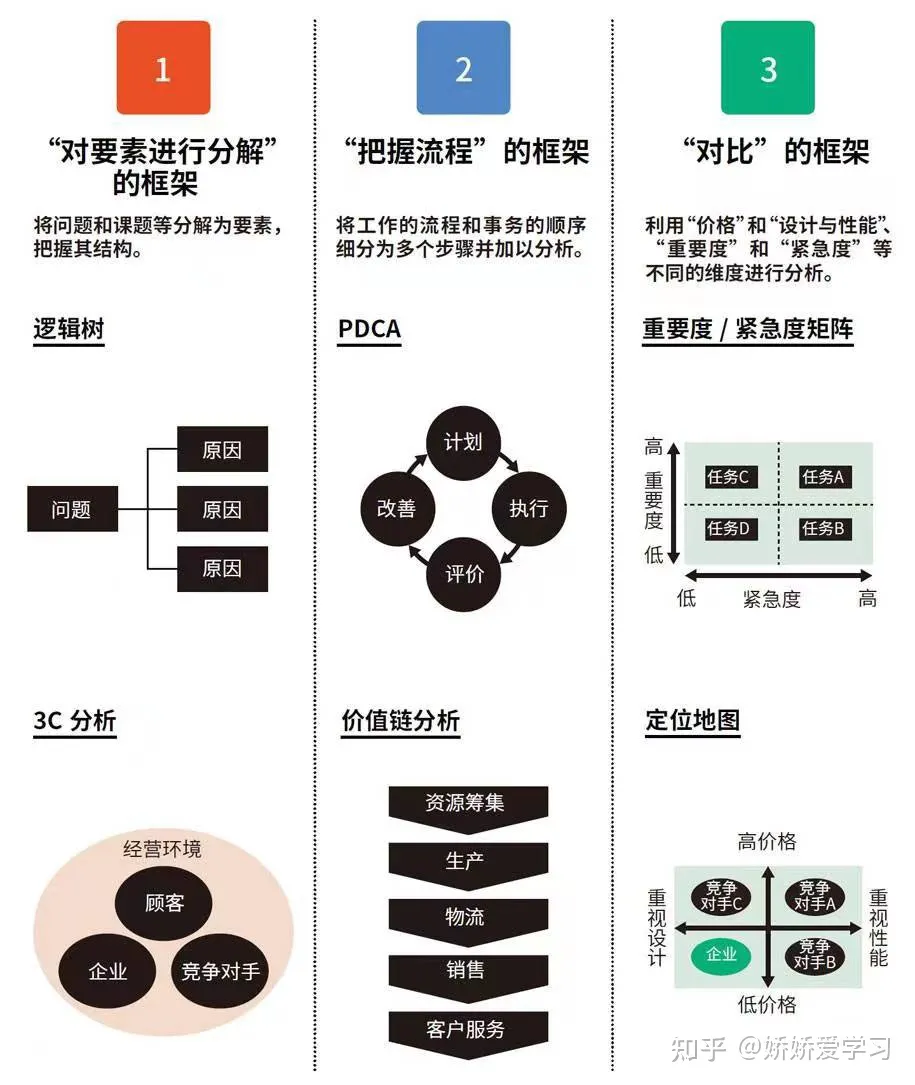 1
“对要素进行分解”
的框架
将问题和课题等分解为要素，
把握其结构。
逻辑树
问题
原因
原因
原因
3C 分析
经营环境
顾客
企业
竞争对手
2
“把握流程”的框架
将工作的流程和事务的顺序
细分为多个步骤并加以分析。
PDCA
计划
执行
评价
改善
价值链分析
资源筹集
生产
物流
销售
客户服务
3
“对比”的框架
利用“价格”和“设计与性能”、
“重要度”和“紧急度”等
不同的维度进行分析。
重要度 / 紧急度矩阵
高
重要度
低
任务C
任务A
任务D
任务B
低
紧急度
高
定位地图
高价格
重视设计
竞争
对手C
竞争
对手A
企业
竞争
对手B
重视性能
低价格
知乎 @娇娇爱学习